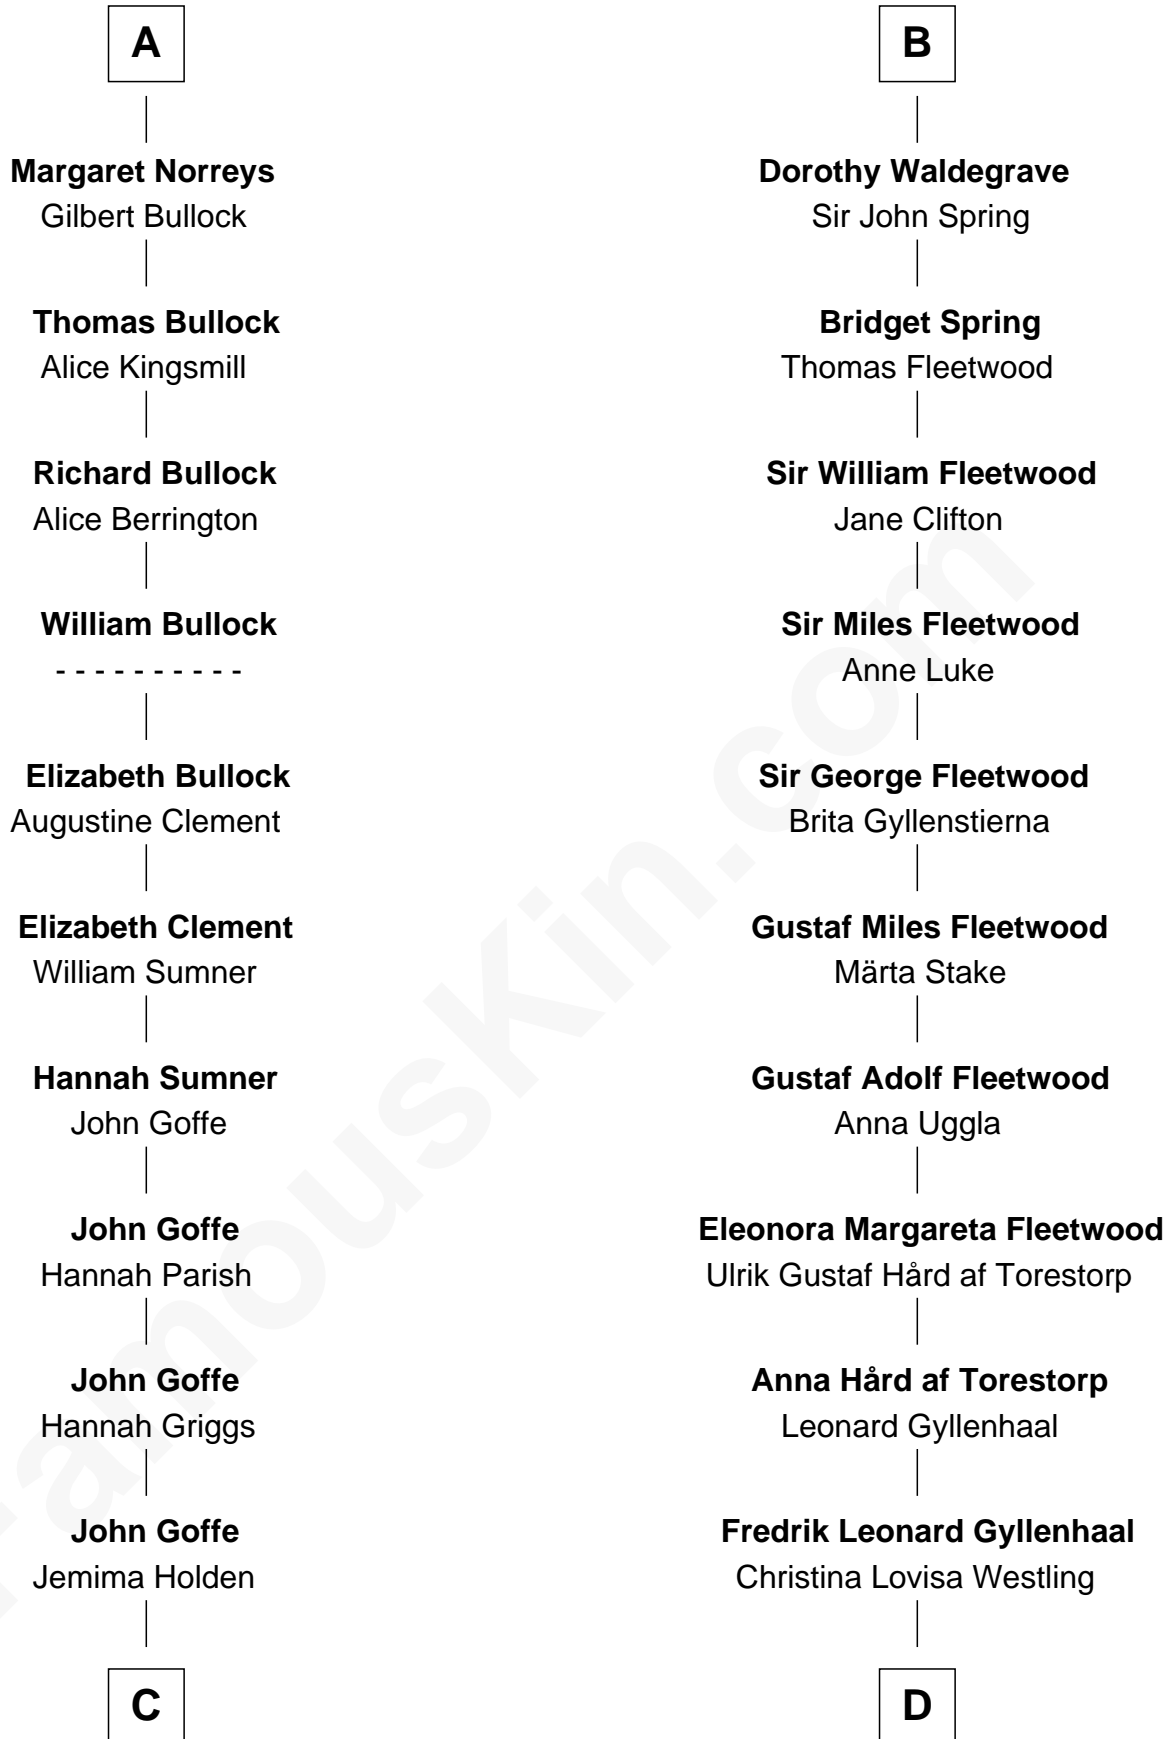 A
Margaret Norreys
Gilbert Bullock
Thomas Bullock
Alice Kingsmill
Richard Bullock
Alice Berrington
William Bullock
- - - - - - - - - -
Elizabeth Bullock
Augustine Clement
Elizabeth Clement
William Sumner
Hannah Sumner
John Goffe
John Goffe
Hannah Parish
John Goffe
Hannah Griggs
John Goffe
Jemima Holden
C
B
Dorothy Waldegrave
Sir John Spring
Bridget Spring
Thomas Fleetwood
Sir William Fleetwood
Jane Clifton
Sir Miles Fleetwood
Anne Luke
Sir George Fleetwood
Brita Gyllenstierna
Gustaf Miles Fleetwood
Märta Stake
Gustaf Adolf Fleetwood
Anna Uggla
Eleonora Margareta Fleetwood
Ulrik Gustaf Hård af Torestorp
Anna Hård af Torestorp
Leonard Gyllenhaal
Fredrik Leonard Gyllenhaal
Christina Lovisa Westling
D
FamousKin.com